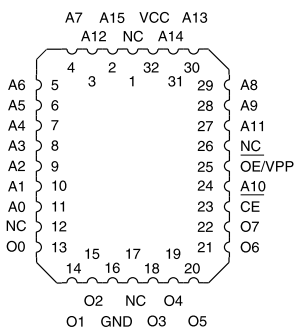 A7 A15 VCC A13
A12 NC A14
4 2 32 30
3 1 31
A6 5 29 A8
A5 6 28 A9
A4 7 27 A11
A3 8 26 NC
A2 9 25 OE/VPP
A1 10 24 A10
A0 11 23 CE
NC 12 22 O7
O0 13 21 O6
15 17 19
14 16 18 20
O2 NC O4
O1 GND O3 O5